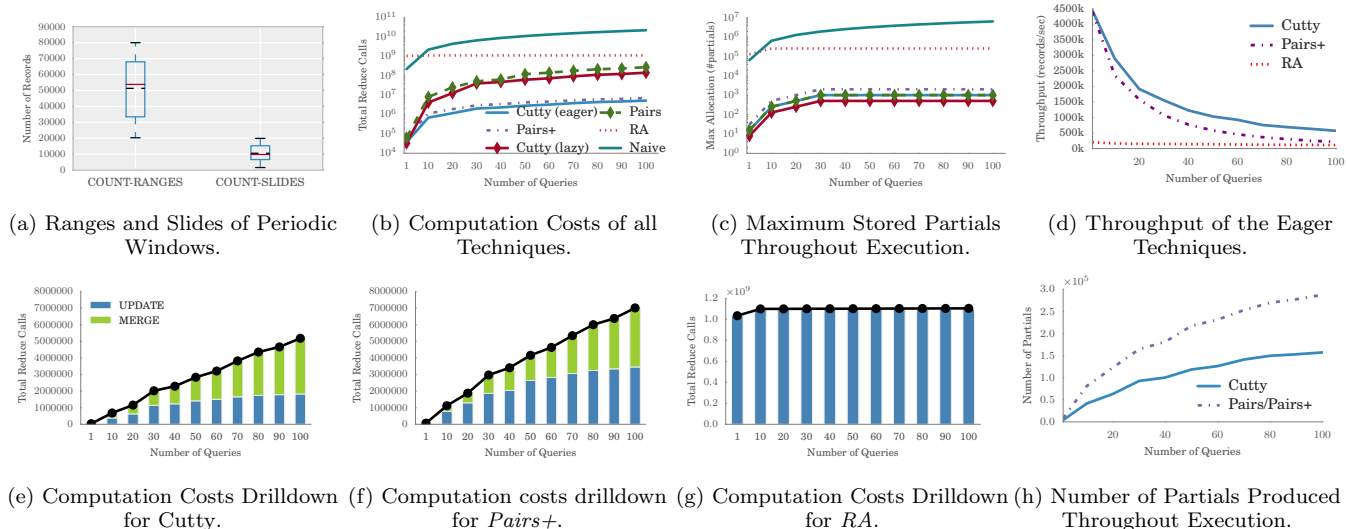 90000
80000
70000
60000
50000
40000
30000
20000
10000
0
Number of Records
COUNT-RANGES COUNT-SLIDES
(a) Ranges and Slides of Periodic
Windows.
10^11
10^10
10^9
10^8
10^7
10^6
10^5
10^4
Total Reduce Calls
Cutty (eager)
Pairs+
Cutty (lazy)
Pairs
RA
Naive
1 10 20 30 40 50 60 70 80 90 100
Number of Queries
(b) Computation Costs of all
Techniques.
10^7
10^6
10^5
10^4
10^3
10^2
10^1
10^0
Max Allocation (#partials)
1 10 20 30 40 50 60 70 80 90 100
Number of Queries
(c) Maximum Stored Partials
Throughout Execution.
4500k
4000k
3500k
3000k
2500k
2000k
1500k
1000k
500k
0k
Throughput (records/sec)
Cutty
Pairs+
RA
20 40 60 80 100
Number of Queries
(d) Throughput of the Eager
Techniques.
8000000
7000000
6000000
5000000
4000000
3000000
2000000
1000000
0
Total Reduce Calls
UPDATE
MERGE
1 10 20 30 40 50 60 70 80 90 100
Number of Queries
(e) Computation Costs Drilldown
for Cutty.
8000000
7000000
6000000
5000000
4000000
3000000
2000000
1000000
0
Total Reduce Calls
1 10 20 30 40 50 60 70 80 90 100
Number of Queries
(f) Computation costs drilldown
for Pairs+.
×10^9
1.2
1.0
0.8
0.6
0.4
0.2
0.0
Total Reduce Calls
1 10 20 30 40 50 60 70 80 90 100
Number of Queries
(g) Computation Costs Drilldown
for RA.
×10^5
3.0
2.5
2.0
1.5
1.0
0.5
0.0
Number of Partials
Cutty
Pairs/Pairs+
20 40 60 80 100
Number of Queries
(h) Number of Partials Produced
Throughout Execution.